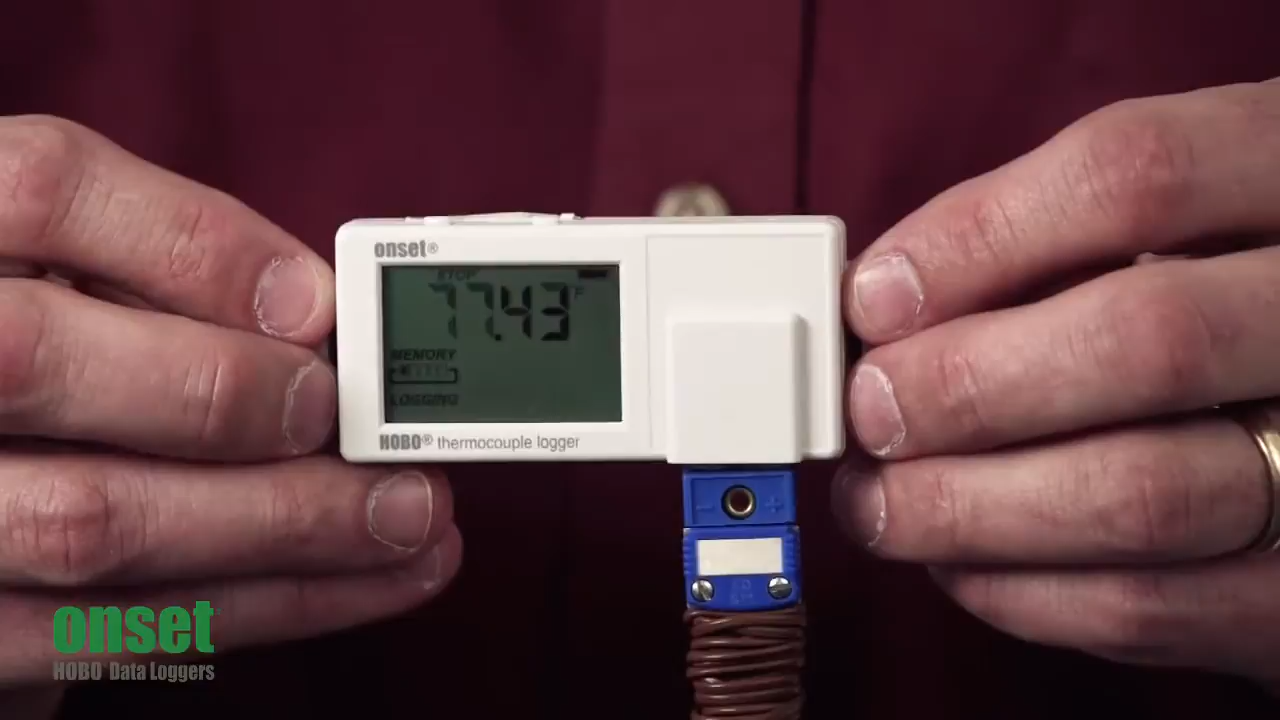 onset®
STOP
77.43°F
MEMORY
LOGGING
HOBO® thermocouple logger
- +
onset
HOBO Data Loggers